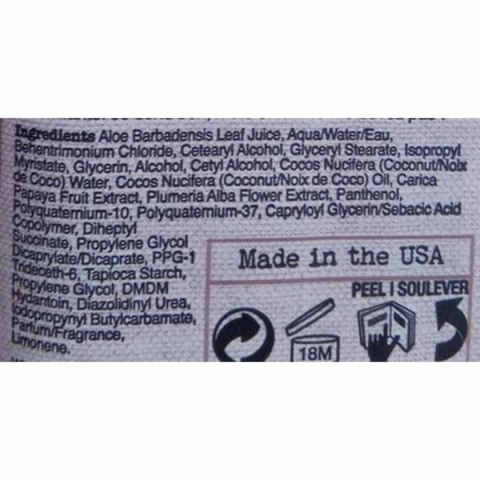 Ingredients Aloe Barbadensis Leaf Juice, Aqua/Water/Eau,
Behentrimonium Chloride, Cetearyl Alcohol, Glyceryl Stearate, Isopropyl
Myristate, Glycerin, Alcohol, Cetyl Alcohol, Cocos Nucifera (Coconut/Noix
de Coco) Water, Cocos Nucifera (Coconut/Noix de Coco) Oil, Carica
Papaya Fruit Extract, Plumeria Alba Flower Extract, Panthenol,
Polyquaternium-10, Polyquaternium-37, Capryloyl Glycerin/Sebacic Acid
Copolymer, Diheptyl
Succinate, Propylene Glycol
Dicaprylate/Dicaprate, PPG-1
Trideceth-6, Tapioca Starch,
Propylene Glycol, DMDM
Hydantoin, Diazolidinyl Urea,
Iodopropynyl Butylcarbamate,
Parfum/Fragrance,
Limonene.
Made in the USA
PEEL | SOULEVER
18M